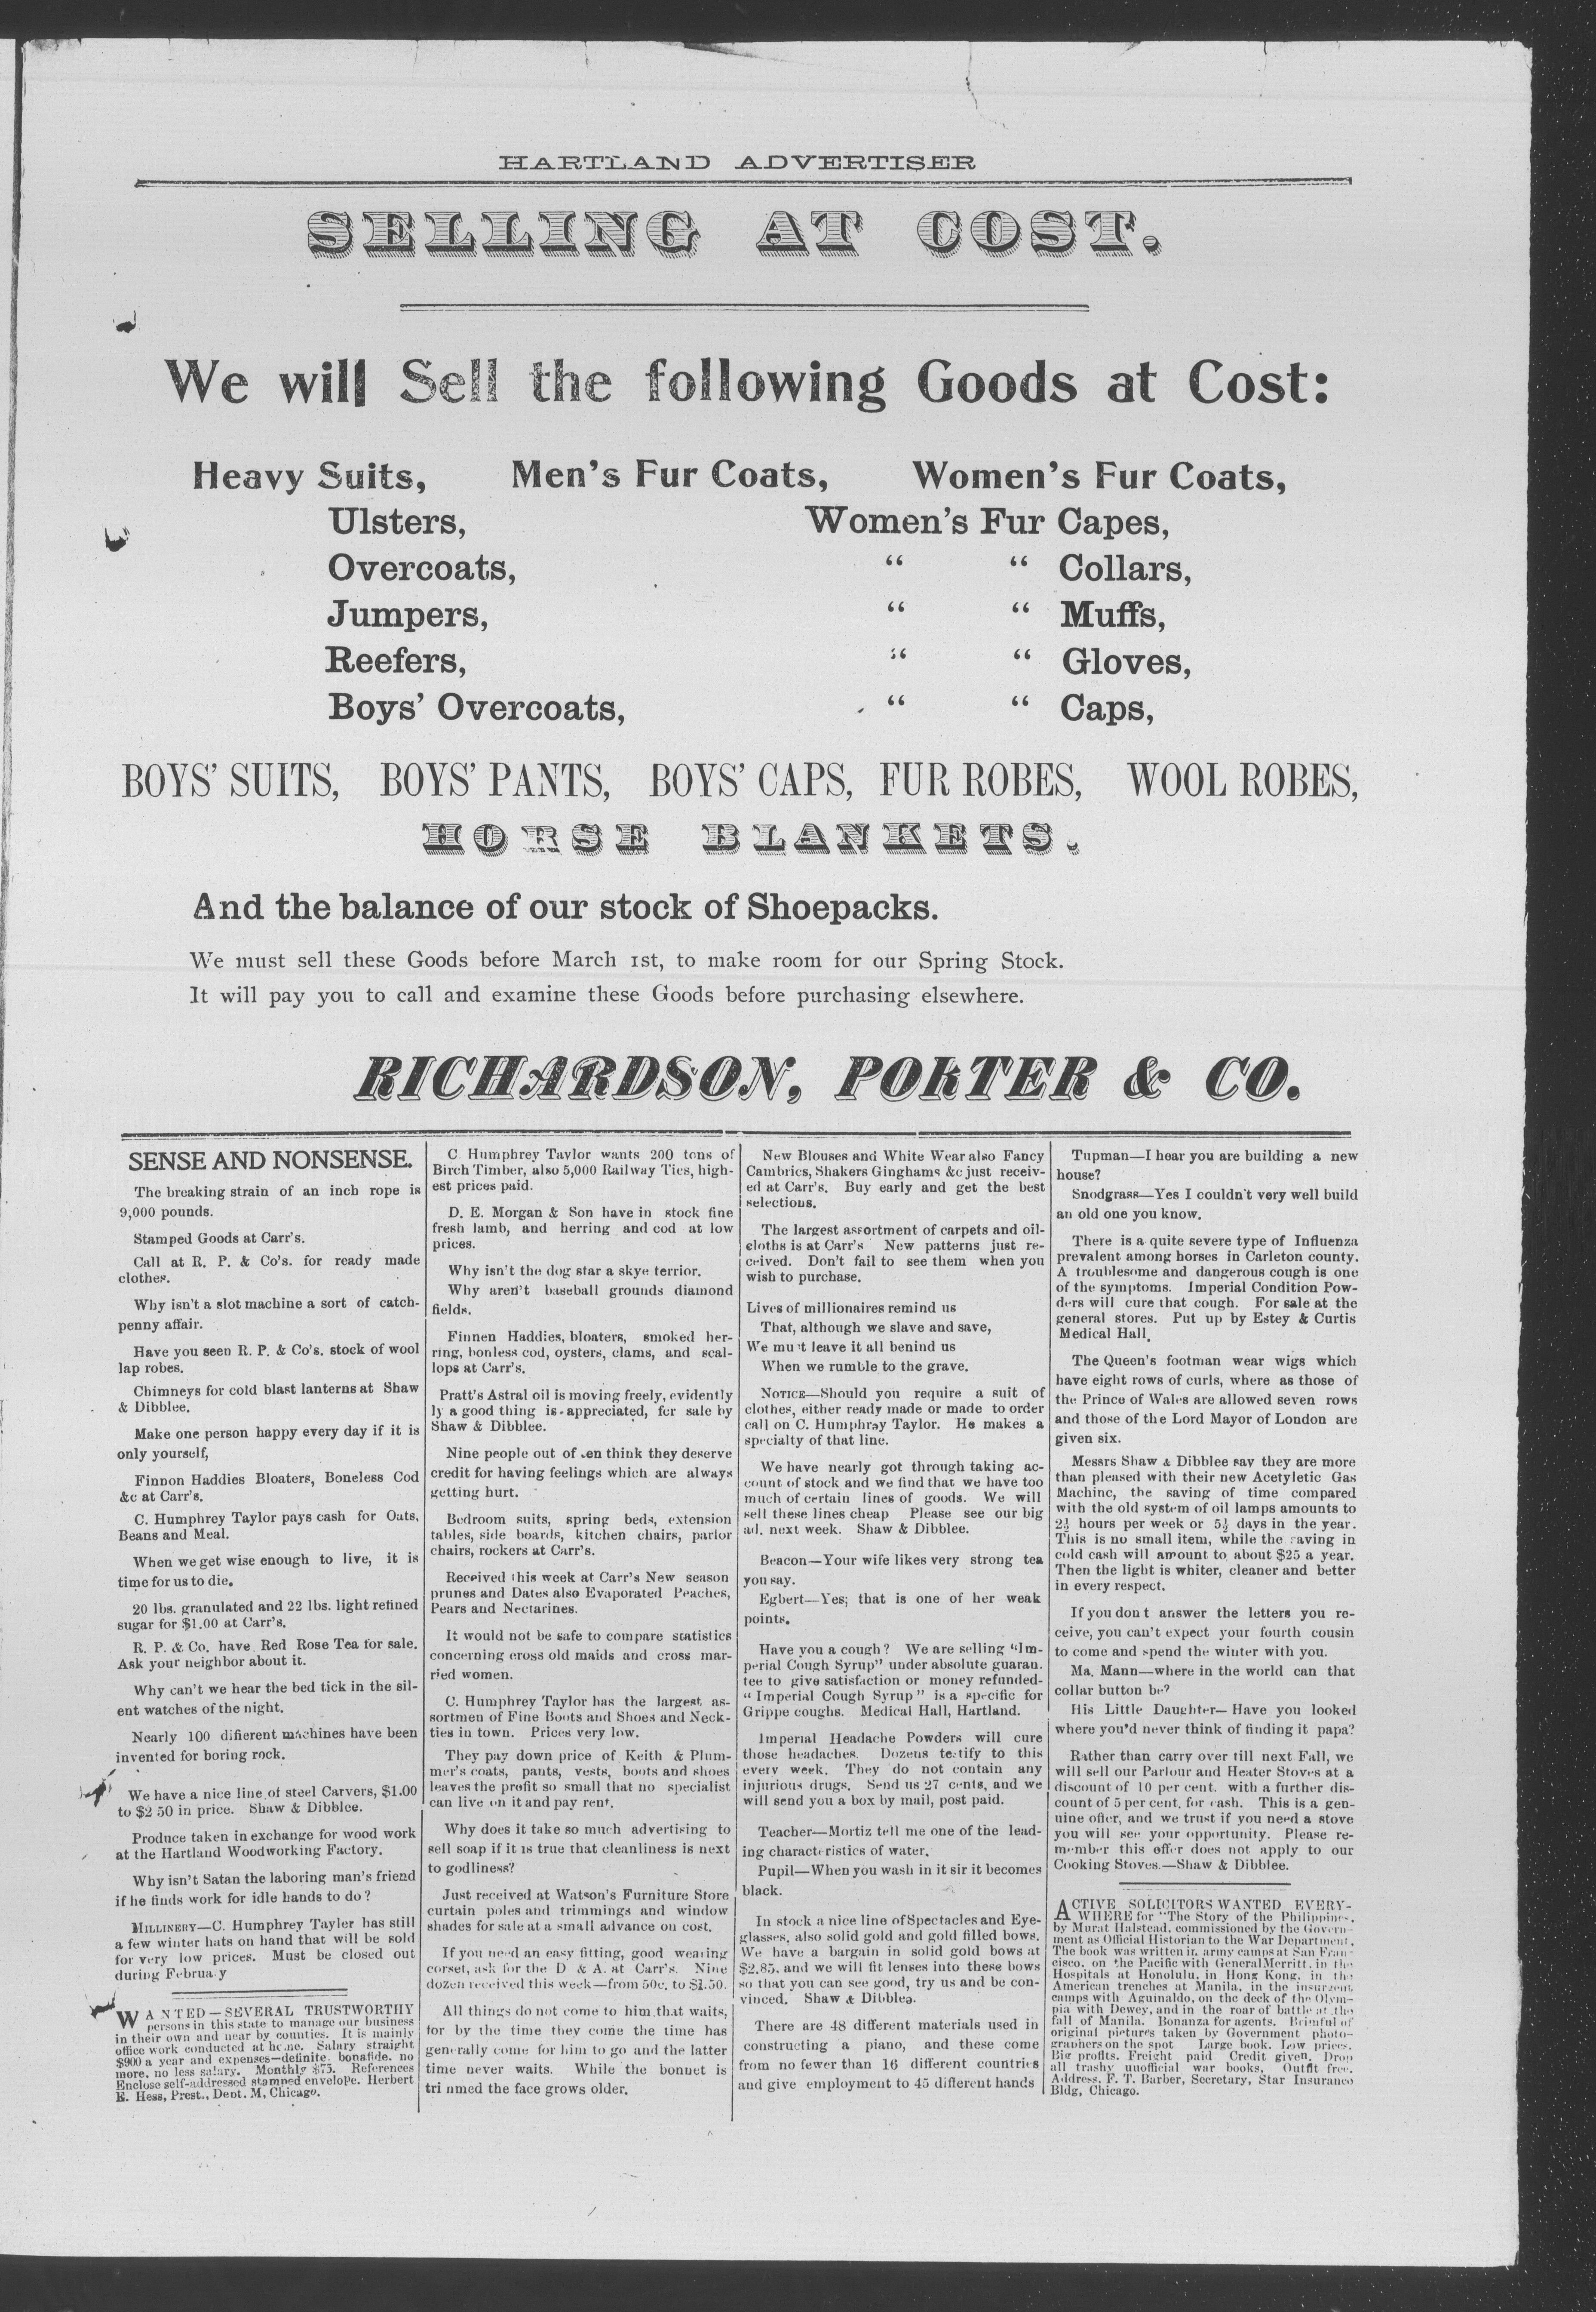 HARTLAND ADVERTISER
SELLING AT COST.
We will Sell the following Goods at Cost:
Heavy Suits, Men's Fur Coats, Women's Fur Coats,
Ulsters, Women's Fur Capes,
Overcoats, “ “ Collars,
Jumpers, “ “ Muffs,
Reefers, “ “ Gloves,
Boys' Overcoats, “ “ Caps,
BOYS' SUITS, BOYS' PANTS, BOYS' CAPS, FUR ROBES, WOOL ROBES,
HORSE BLANKETS.
And the balance of our stock of Shoepacks.
We must sell these Goods before March 1st, to make room for our Spring Stock.
It will pay you to call and examine these Goods before purchasing elsewhere.
RICHARDSON, PORTER & CO.
SENSE AND NONSENSE.
The breaking strain of an inch rope is
9,000 pounds.
Stamped Goods at Carr's.
Call at R. P. & Co's. for ready made
clothes.
Why isn't a slot machine a sort of catch-
penny affair.
Have you seen R. P. & Co's. stock of wool
lap robes.
Chimneys for cold blast lanterns at Shaw
& Dibblee.
Make one person happy every day if it is
only yourself,
Finnon Haddies Bloaters, Boneless Cod
&c at Carr's.
C. Humphrey Taylor pays cash for Oats,
Beans and Meal.
When we get wise enough to live, it is
time for us to die.
20 lbs. granulated and 22 lbs. light refined
sugar for $1.00 at Carr's.
R. P. & Co. have Red Rose Tea for sale.
Ask your neighbor about it.
Why can't we hear the bed tick in the sil-
ent watches of the night.
Nearly 100 difierent machines have been
invented for boring rock.
We have a nice line of steel Carvers, $1.00
to $2 50 in price. Shaw & Dibblee.
Produce taken in exchange for wood work
at the Hartland Woodworking Factory.
Why isn't Satan the laboring man's friend
if he finds work for idle hands to do?
MILLINERY—C. Humphrey Tayler has still
a few winter hats on hand that will be sold
for very low prices. Must be closed out
during Februa y
WANTED—SEVERAL TRUSTWORTHY
persons in this state to manage our business
in their own and near by counties. It is mainly
office work conducted at home. Salary straight
$900 a year and expenses—definite, bonafide, no
more, no less salary. Monthly $75. References
Enclose self-addressed stamped envelope. Herbert
E. Hess, Prest., Dept. M, Chicago.
C Humphrey Taylor wants 200 tons of
Birch Timber, also 5,000 Railway Ties, high-
est prices paid.
D. E. Morgan & Son have in stock fine
fresh lamb, and herring and cod at low
prices.
Why isn't the dog star a skye terrior.
Why aren't baseball grounds diamond
fields.
Finnen Haddies, bloaters, smoked her-
ring, bonless cod, oysters, clams, and scal-
lops at Carr's.
Pratt's Astral oil is moving freely, evidently
ly a good thing is appreciated, for sale by
Shaw & Dibblee.
Nine people out of en think they deserve
credit for having feelings which are always
getting hurt.
Bedroom suits, spring beds, extension
tables, side boards, kitchen chairs, parlor
chairs, rockers at Carr's.
Received this week at Carr's New season
prunes and Dates also Evaporated Peaches,
Pears and Nectarines.
It would not be safe to compare statistics
concerning cross old maids and cross mar-
ried women.
C. Humphrey Taylor has the largest as-
sortmen of Fine Boots and Shoes and Neck-
ties in town. Prices very low.
They pay down price of Keith & Plum-
mer's coats, pants, vests, boots and shoes
leaves the profit so small that no specialist
can live on it and pay rent.
Why does it take so much advertising to
sell soap if it is true that cleanliness is next
to godliness?
Just received at Watson's Furniture Store
curtain poles and trimmings and window
shades for sale at a small advance on cost.
If you need an easy fitting, good wearing
corset, ask for the D & A. at Carr's. Nine
dozen received this week—from 50c. to $1.50.
All things do not come to him that waits,
for by the time they come the time has
generally come for him to go and the latter
time never waits. While the bonnet is
tri nmed the face grows older.
New Blouses and White Wear also Fancy
Cambrics, Shakers Ginghams &c just receiv-
ed at Carr's. Buy early and get the best
selections.
The largest assortment of carpets and oil-
cloths is at Carr's New patterns just re-
ceived. Don't fail to see them when you
wish to purchase.
Lives of millionaires remind us
That, although we slave and save,
We mu t leave it all benind us
When we rumble to the grave.
NOTICE—Should you require a suit of
clothes, either ready made or made to order
call on C. Humphray Taylor. He makes a
specialty of that line.
We have nearly got through taking ac-
count of stock and we find that we have too
much of certain lines of goods. We will
sell these lines cheap Please see our big
ad. next week. Shaw & Dibblee.
Beacon—Your wife likes very strong tea
you say.
Egbert—Yes; that is one of her weak
points.
Have you a cough? We are selling "Im-
perial Cough Syrup" under absolute guaran.
tee to give satisfaction or money refunded-
"Imperial Cough Syrup" is a specific for
Grippe coughs. Medical Hall, Hartland.
Imperial Headache Powders will cure
those headaches. Dozens testify to this
every week. They do not contain any
injurious drugs. Send us 27 cents, and we
will send you a box by mail, post paid.
Teacher—Mortiz tell me one of the lead-
ing characteristics of water.
Pupil—When you wash in it sir it becomes
black.
In stock a nice line of Spectacles and Eye-
glasses, also solid gold and gold filled bows.
We have a bargain in solid gold bows at
$2.85, and we will fit lenses into these bows
so that you can see good, try us and be con-
vinced. Shaw & Dibblee.
There are 48 different materials used in
constructing a piano, and these come
from no fewer than 16 different countries
and give employment to 45 different hands
Tupman—I hear you are building a new
house?
Snodgrass—Yes I couldn't very well build
an old one you know.
There is a quite severe type of Influenza
prevalent among horses in Carleton county.
A troublesome and dangerous cough is one
of the symptoms. Imperial Condition Pow-
ders will cure that cough. For sale at the
general stores. Put up by Estey & Curtis
Medical Hall.
The Queen's footman wear wigs which
have eight rows of curls, where as those of
the Prince of Wales are allowed seven rows
and those of the Lord Mayor of London are
given six.
Messrs Shaw & Dibblee say they are more
than pleased with their new Acetyletic Gas
Machine, the saving of time compared
with the old system of oil lamps amounts to
2½ hours per week or 5½ days in the year.
This is no small item, while the saving in
cold cash will amount to about $25 a year.
Then the light is whiter, cleaner and better
in every respect.
If you dont answer the letters you re-
ceive, you can't expect your fourth cousin
to come and spend the winter with you.
Ma. Mann—where in the world can that
collar button be?
His Little Daughter—Have you looked
where you'd never think of finding it papa?
Rather than carry over till next Fall, we
will sell our Parlour and Heater Stoves at a
discount of 10 per cent. with a further dis-
count of 5 per cent. for cash. This is a gen-
uine offer, and we trust if you need a stove
you will see your opportunity. Please re-
member this offer does not apply to our
Cooking Stoves.—Shaw & Dibblee.
ACTIVE SOLICITORS WANTED EVERY-
WHERE for "The Story of the Philippines,
by Murat Halstead, commissioned by the Govern-
ment as Official Historian to the War Department,
The book was written in army camps at San Fran-
cisco, on the Pacific with General Merritt, in the
Hospitals at Honolulu, in Hong Kong, in the
American trenches at Manila, in the insurgent
camps with Aguinaldo, on the deck of the Olym-
pia with Dewey, and in the roar of battle at the
fall of Manila. Bonanza for agents. Brimful of
original pictures taken by Government photo-
graphers on the spot Large book. Low prices.
Big profits. Freight paid Credit given. Drop
all trashy unofficial war books. Outfit free.
Address, F. T. Barber, Secretary, Star Insurance
Bldg, Chicago.